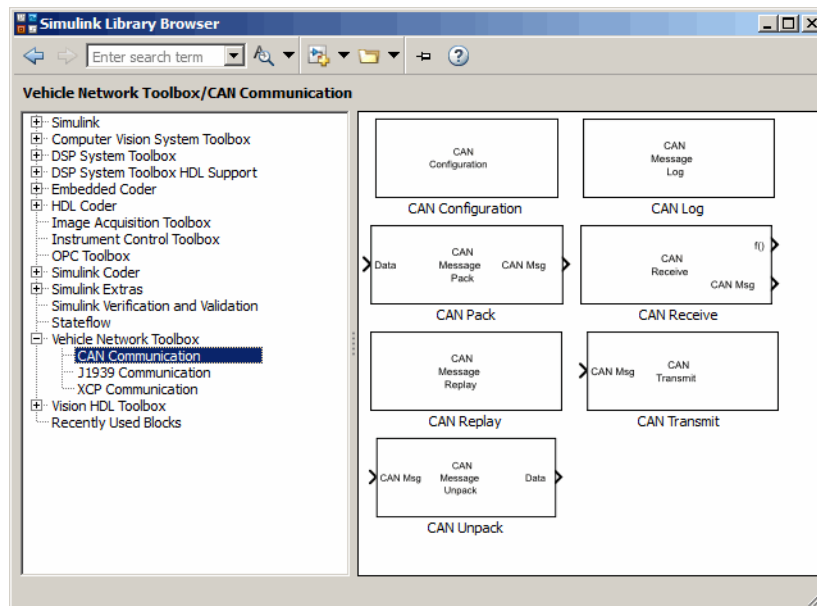 Simulink Library Browser
Enter search term
Vehicle Network Toolbox/CAN Communication
Simulink
Computer Vision System Toolbox
DSP System Toolbox
DSP System Toolbox HDL Support
Embedded Coder
HDL Coder
Image Acquisition Toolbox
Instrument Control Toolbox
OPC Toolbox
Simulink Coder
Simulink Extras
Simulink Verification and Validation
Stateflow
Vehicle Network Toolbox
CAN Communication
J1939 Communication
XCP Communication
Vision HDL Toolbox
Recently Used Blocks
CAN
Configuration
CAN Configuration
CAN
Message
Log
CAN Log
Data
CAN
Message
Pack
CAN Msg
CAN Pack
CAN
Receive
f()
CAN Msg
CAN Receive
CAN
Message
Replay
CAN Replay
CAN Msg
CAN
Transmit
CAN Transmit
CAN Msg
CAN
Message
Unpack
Data
CAN Unpack